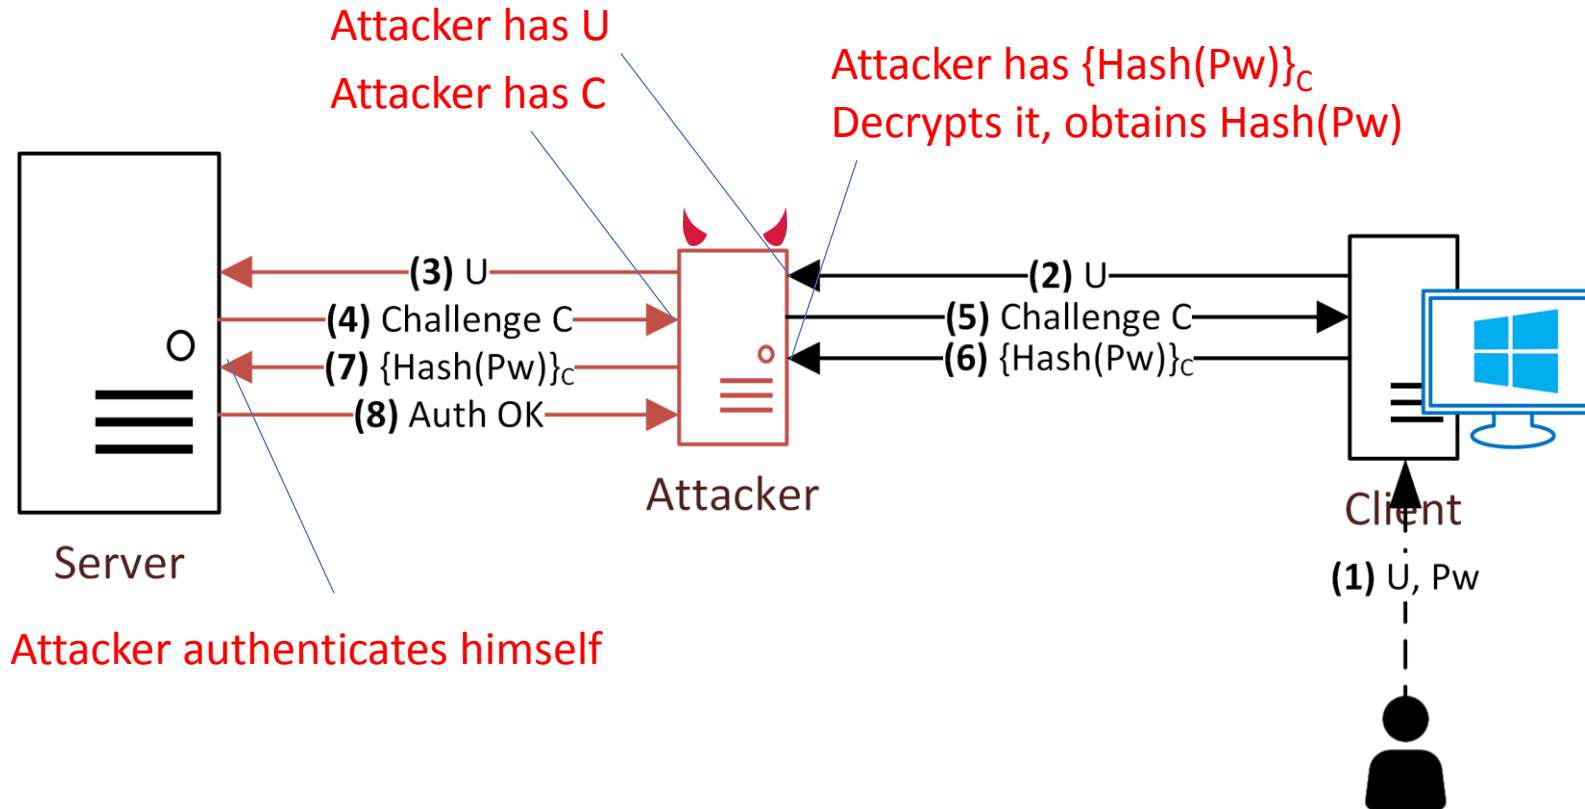 Attacker has U
Attacker has C
Attacker has {Hash(Pw)}C
Decrypts it, obtains Hash(Pw)
(3) U
(2) U
(4) Challenge C
(5) Challenge C
(7) {Hash(Pw)}C
(6) {Hash(Pw)}C
(8) Auth OK
Attacker
Client
Server
(1) U, Pw
Attacker authenticates himself